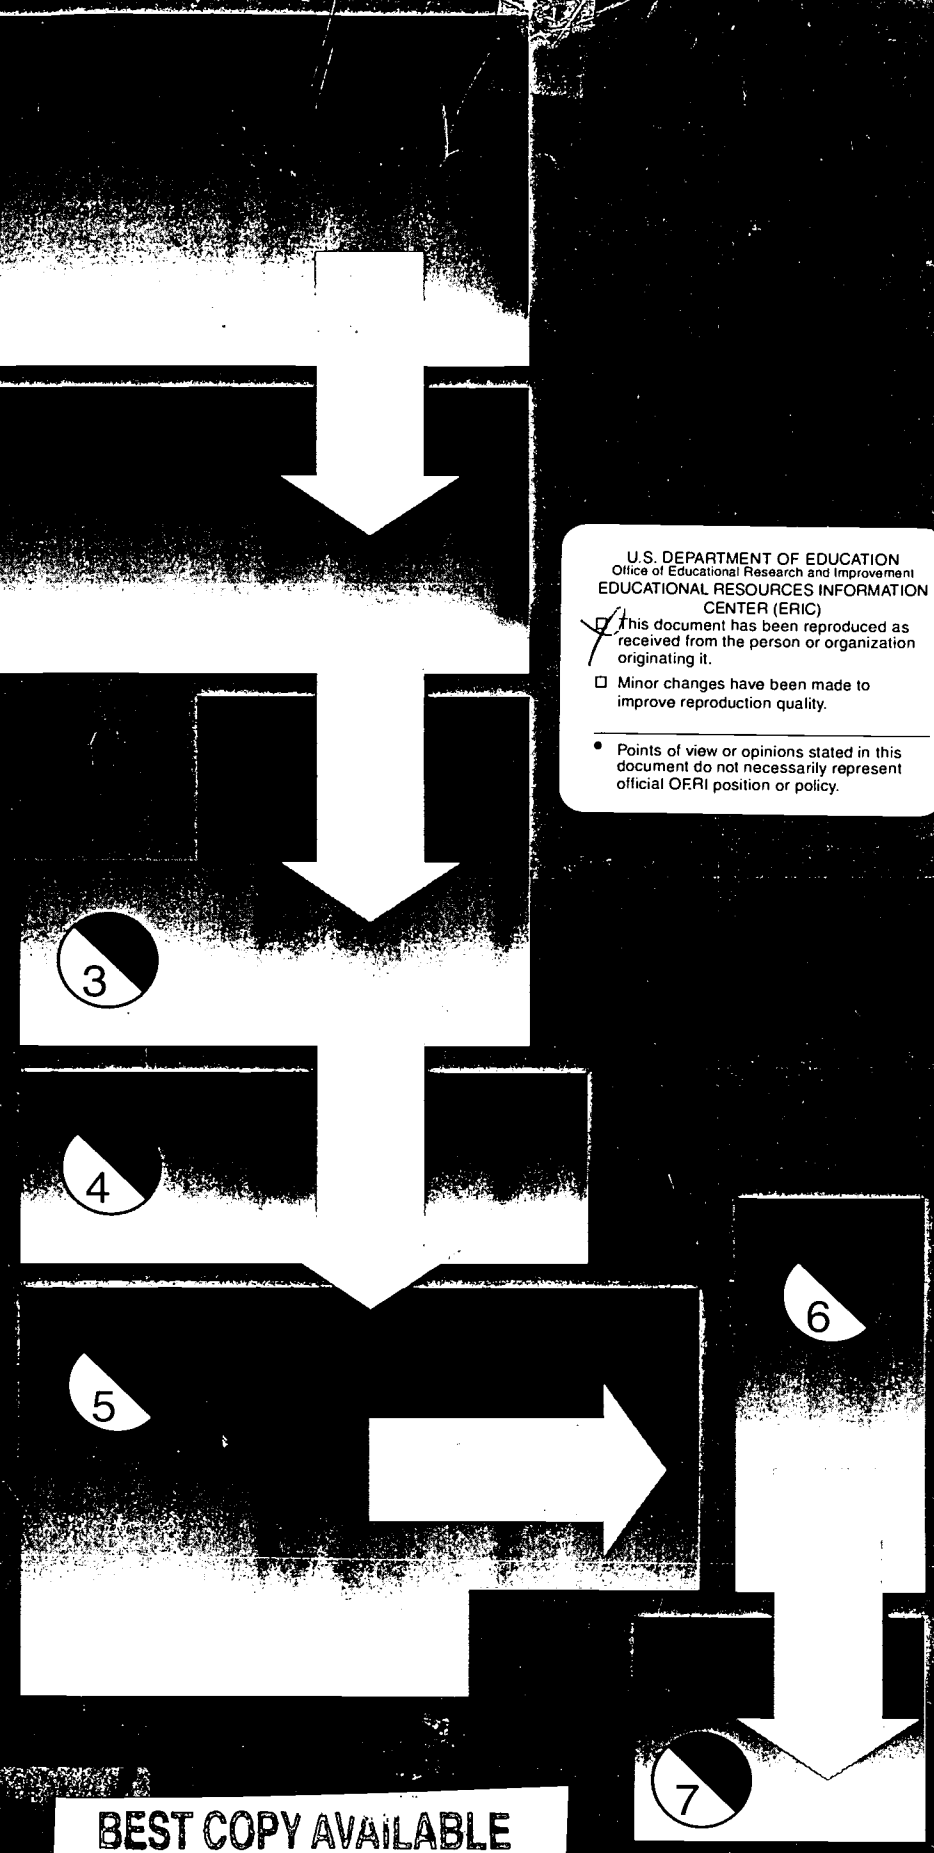 U.S. DEPARTMENT OF EDUCATION
Office of Educational Research and Improvement
EDUCATIONAL RESOURCES INFORMATION
CENTER (ERIC)
This document has been reproduced as
received from the person or organization
originating it.
Minor changes have been made to
improve reproduction quality.
Points of view or opinions stated in this
document do not necessarily represent
official OERI position or policy.
3
4
5
6
7
BEST COPY AVAILABLE